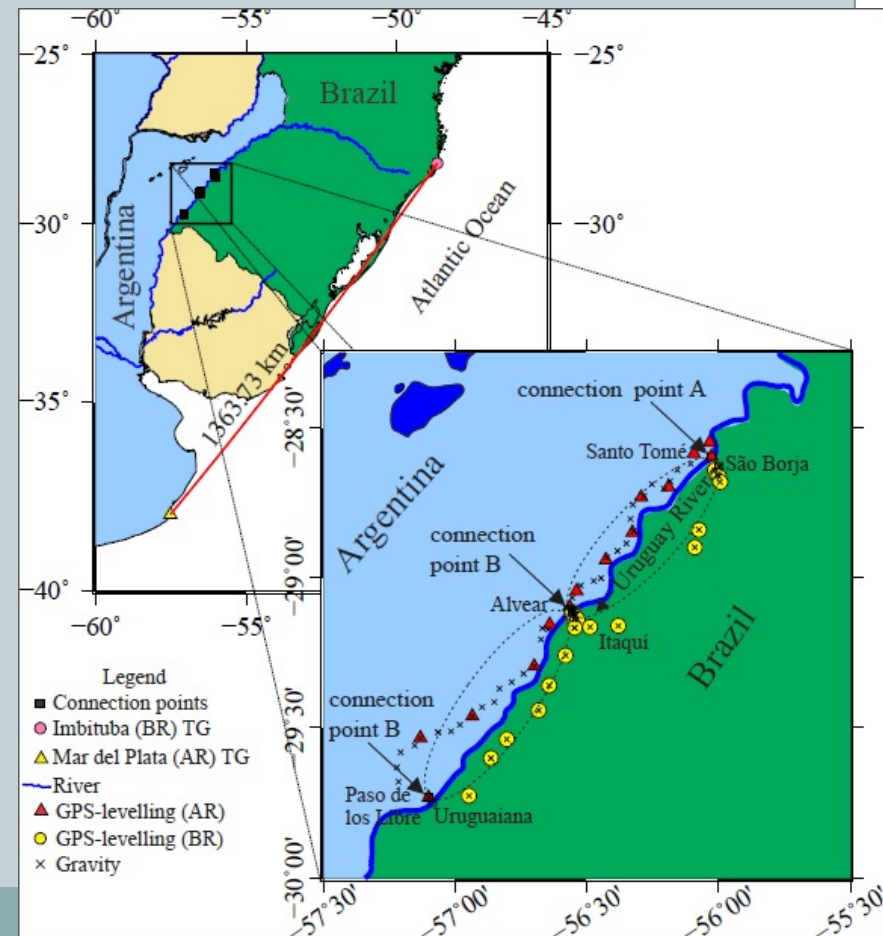 −60˚
−55˚
−50˚
−45˚
−25˚
−25˚
Brazil
−30˚
−30˚
Argentina
Atlantic Ocean
−35˚
1363.73 km
−40˚
−60˚
−55˚
connection point A
−28˚30'
Santo Tomé
São Borja
Argentina
Uruguay River
connection
point B
−29˚00'
Alvear
Itaquí
Brazil
connection
point B
−29˚30'
Paso de
los Libre
Uruguaiana
−30˚00'
−57˚30'
−57˚00'
−56˚30'
−56˚00'
−55˚30'
Legend
Connection points
Imbituba (BR) TG
Mar del Plata (AR) TG
River
GPS-levelling (AR)
GPS-levelling (BR)
Gravity